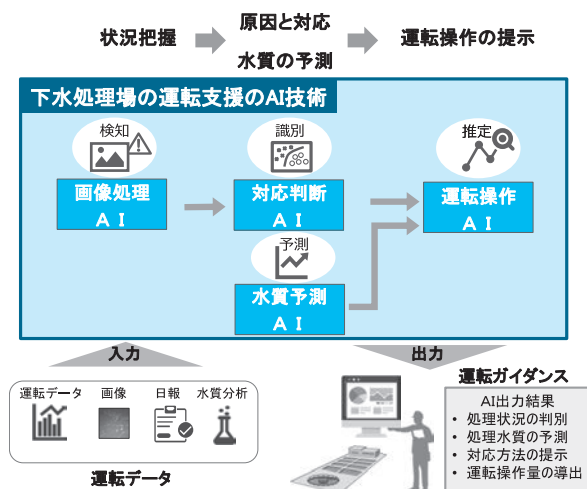 状況把握
原因と対応
水質の予測
運転操作の提示
下水処理場の運転支援のAI技術
検知
画像処理
ＡＩ
識別
対応判断
ＡＩ
予測
水質予測
ＡＩ
推定
運転操作
ＡＩ
入力
出力
運転データ
画像
日報
水質分析
運転データ
運転ガイダンス
AI出力結果
・ 処理状況の判別
・ 処理水質の予測
・ 対応方法の提示
・ 運転操作量の導出